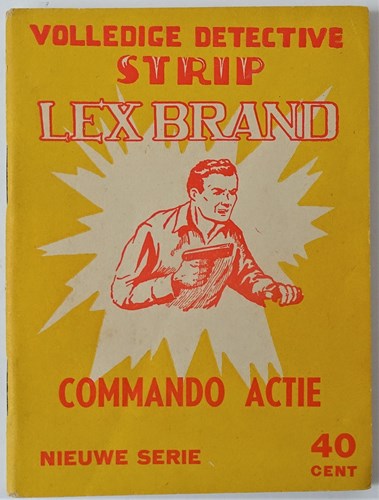 VOLLEDIGE DETECTIVE
STRIP
LEX BRAND
COMMANDO ACTIE
NIEUWE SERIE
40
CENT